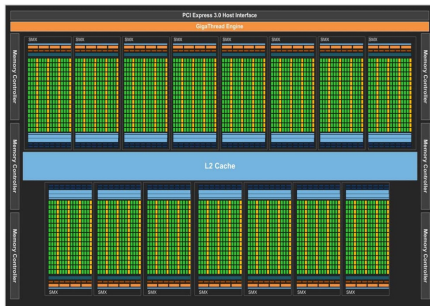 PCI Express 3.0 Host Interface
GigaThread Engine
SMX SMX SMX SMX SMX SMX SMX SMX
Memory Controller
Memory Controller
Memory Controller
Memory Controller
Memory Controller
Memory Controller
L2 Cache
SMX SMX SMX SMX SMX SMX SMX